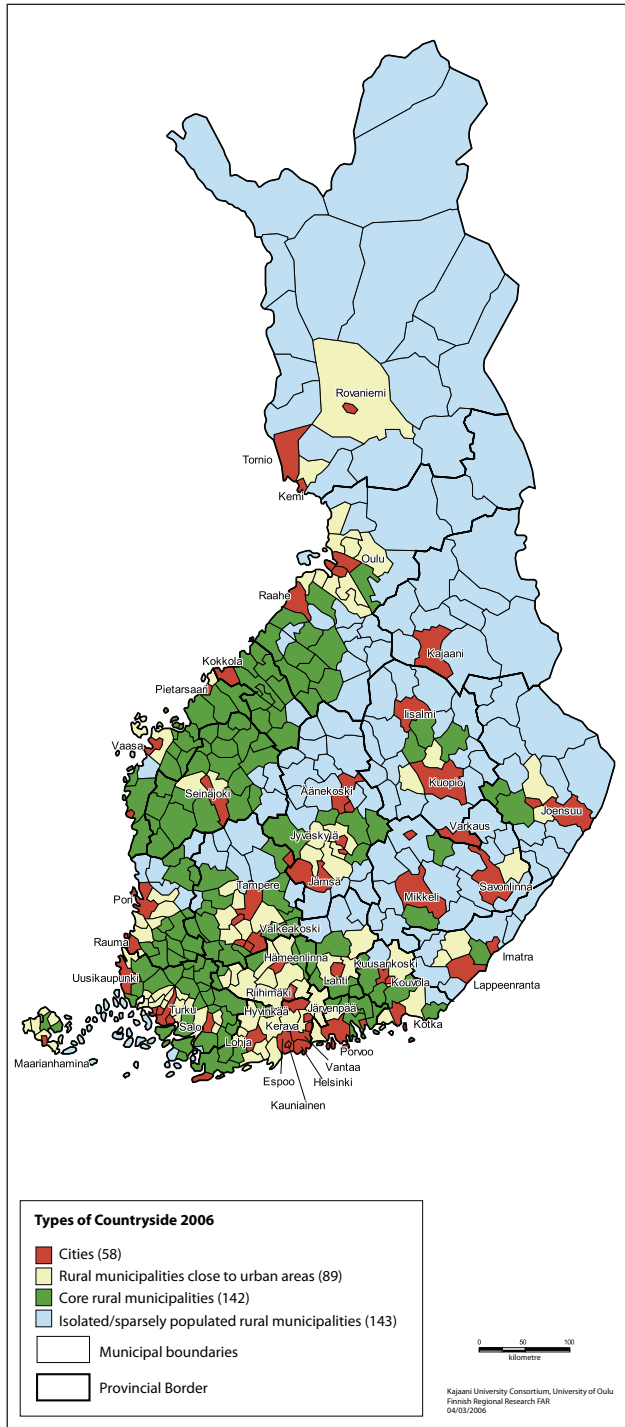 Rovaniemi
Tornio
Kemi
Oulu
Raahe
Kajaani
Kokkola
Pietarsaari
Iisalmi
Vaasa
Kuopio
Äänekoski
Seinäjoki
Joensuu
Varkaus
Jyväskylä
Jämsä
Savonlinna
Tampere
Mikkeli
Pori
Valkeakoski
Rauma
Imatra
Hämeenlinna
Kuusankoski
Uusikaupunki
Lahti
Kouvola
Lappeenranta
Riihimäki
Turku
Hyvinkää
Järvenpää
Salo
Kerava
Kotka
Lohja
Porvoo
Maarianhamina
Vantaa
Espoo
Helsinki
Kauniainen
Types of Countryside 2006
Cities (58)
Rural municipalities close to urban areas (89)
Core rural municipalities (142)
Isolated/sparsely populated rural municipalities (143)
Municipal boundaries
Provincial Border
0 50 100
kilometre
Kajaani University Consortium, University of Oulu
Finnish Regional Research FAR
04/03/2006